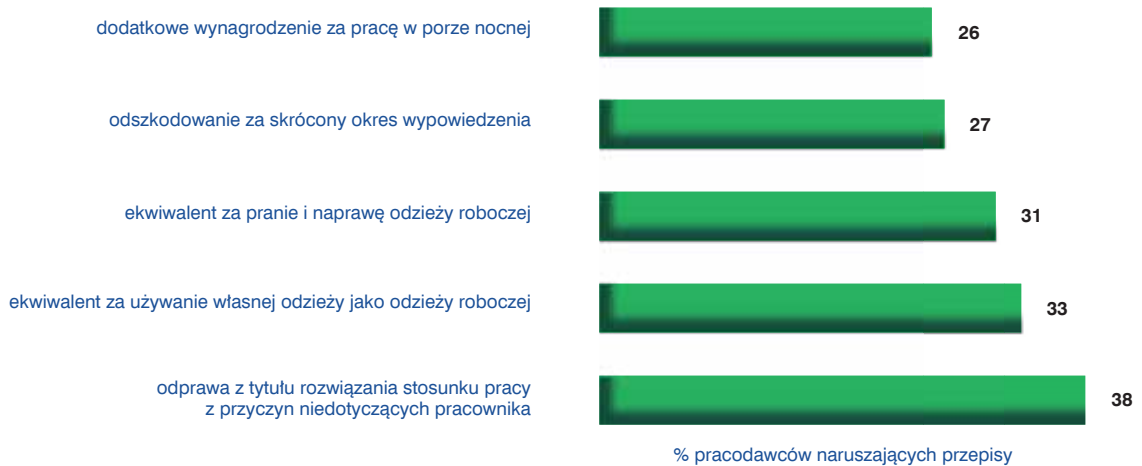 dodatkowe wynagrodzenie za pracę w porze nocnej
26
odszkodowanie za skrócony okres wypowiedzenia
27
ekwiwalent za pranie i naprawę odzieży roboczej
31
ekwiwalent za używanie własnej odzieży jako odzieży roboczej
33
odprawa z tytułu rozwiązania stosunku pracy
z przyczyn niedotyczących pracownika
38
% pracodawców naruszających przepisy